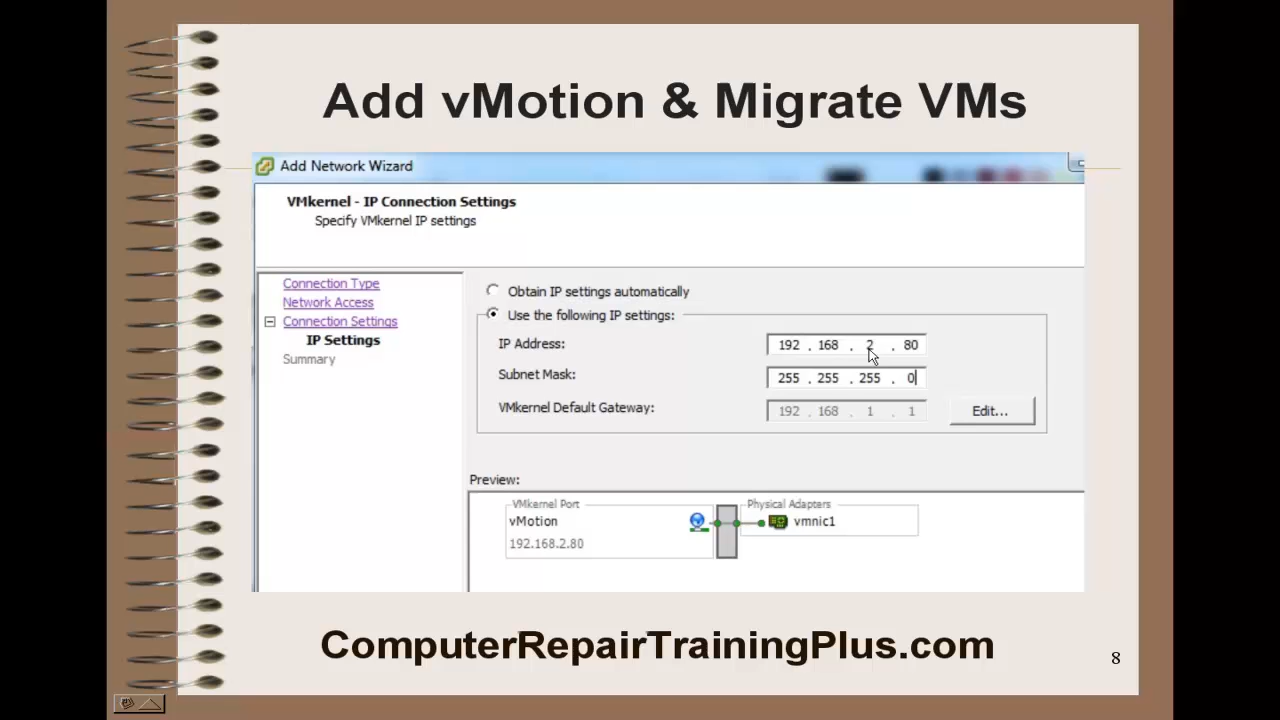 Add vMotion & Migrate VMs
Add Network Wizard
VMkernel - IP Connection Settings
Specify VMkernel IP settings
Connection Type
Network Access
Connection Settings
IP Settings
Summary
Obtain IP settings automatically
Use the following IP settings:
IP Address: 192 . 168 . 2 . 80
Subnet Mask: 255 . 255 . 255 . 0
VMkernel Default Gateway: 192 . 168 . 1 . 1 Edit...
Preview:
VMkernel Port Physical Adapters
vMotion vmnic1
192.168.2.80
ComputerRepairTrainingPlus.com
8